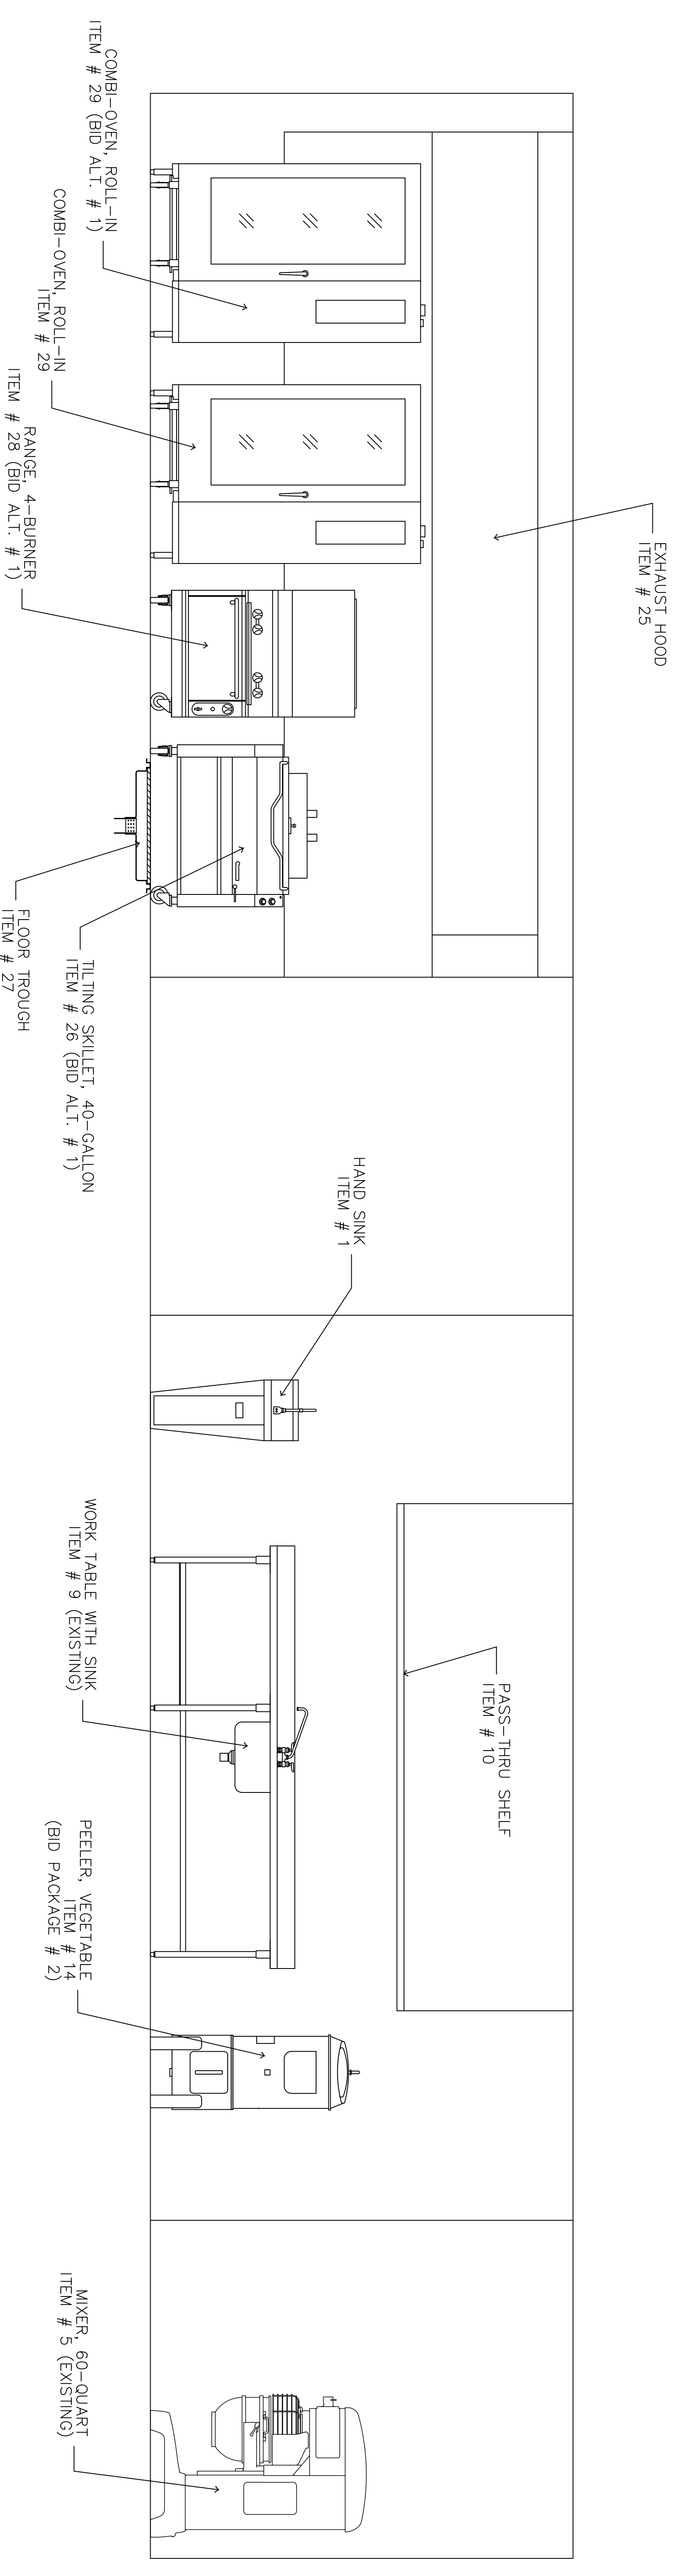 EXHAUST HOOD
ITEM # 25
COMBI-OVEN, ROLL-IN
ITEM # 29 (BID ALT. # 1)
COMBI-OVEN, ROLL-IN
ITEM # 29
RANGE, 4-BURNER
ITEM # 28 (BID ALT. # 1)
FLOOR TROUGH
ITEM # 27
TILTING SKILLET, 40-GALLON
ITEM # 26 (BID ALT. # 1)
HAND SINK
ITEM # 1
WORK TABLE WITH SINK
ITEM # 9 (EXISTING)
PASS-THRU SHELF
ITEM # 10
PEELER, VEGETABLE
ITEM # 14
(BID PACKAGE # 2)
MIXER, 60-QUART
ITEM # 5 (EXISTING)